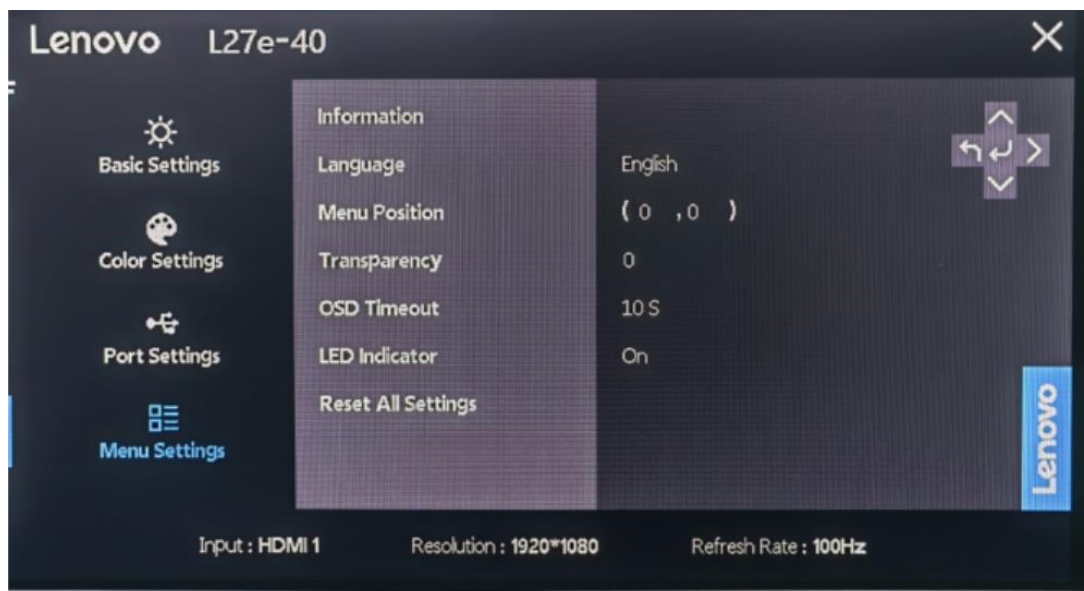 Lenovo L27e-40
Basic Settings
Color Settings
Port Settings
Menu Settings
Information
Language English
Menu Position ( 0 , 0 )
Transparency 0
OSD Timeout 10 S
LED Indicator On
Reset All Settings
Lenovo
Input : HDMI 1 Resolution : 1920*1080 Refresh Rate : 100Hz